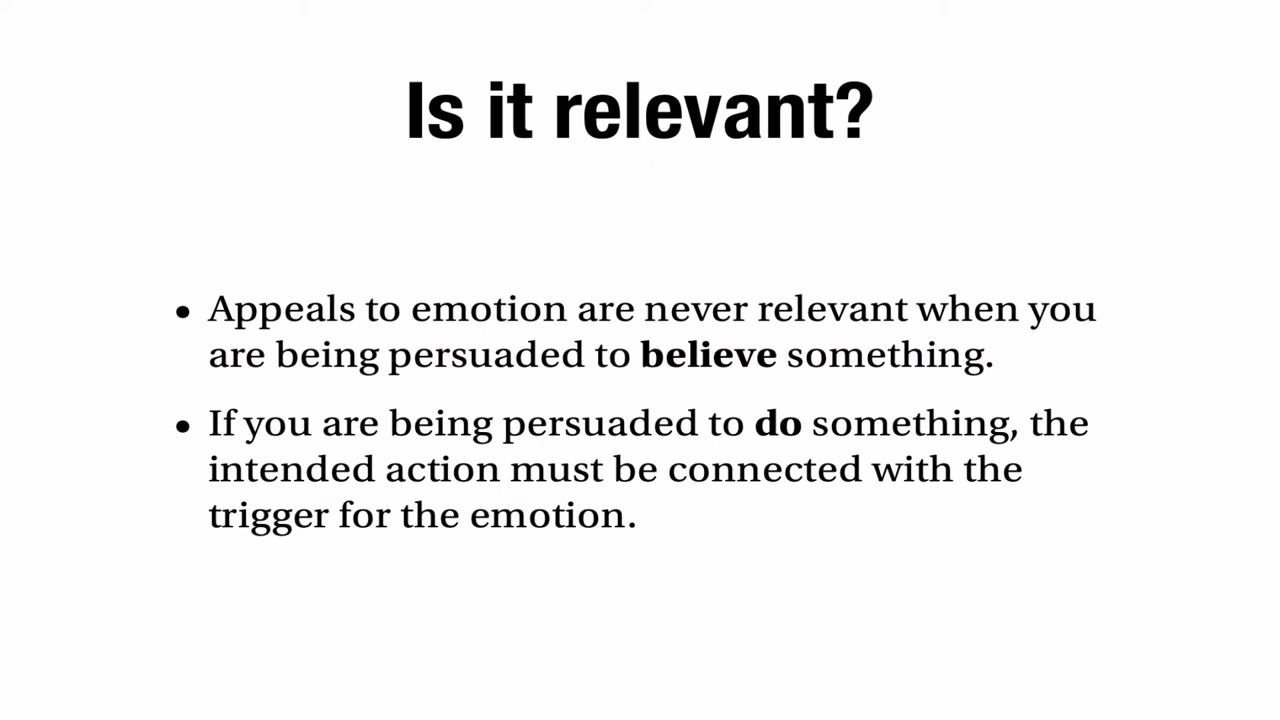 Is it relevant?
• Appeals to emotion are never relevant when you
are being persuaded to believe something.
• If you are being persuaded to do something, the
intended action must be connected with the
trigger for the emotion.